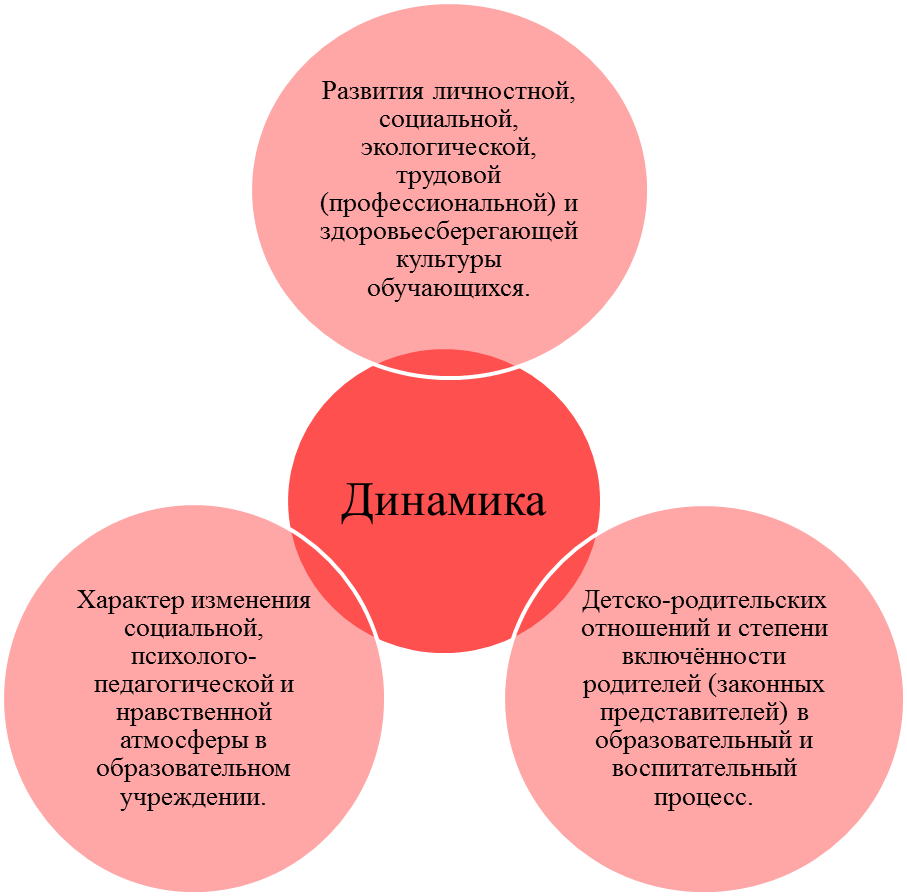 Развития личностной,
социальной,
экологической,
трудовой
(профессиональной) и
здоровьесберегающей
культуры
обучающихся.
Динамика
Характер изменения
социальной,
психолого-
педагогической и
нравственной
атмосферы в
образовательном
учреждении.
Детско-родительских
отношений и степени
включённости
родителей (законных
представителей) в
образовательный и
воспитательный
процесс.